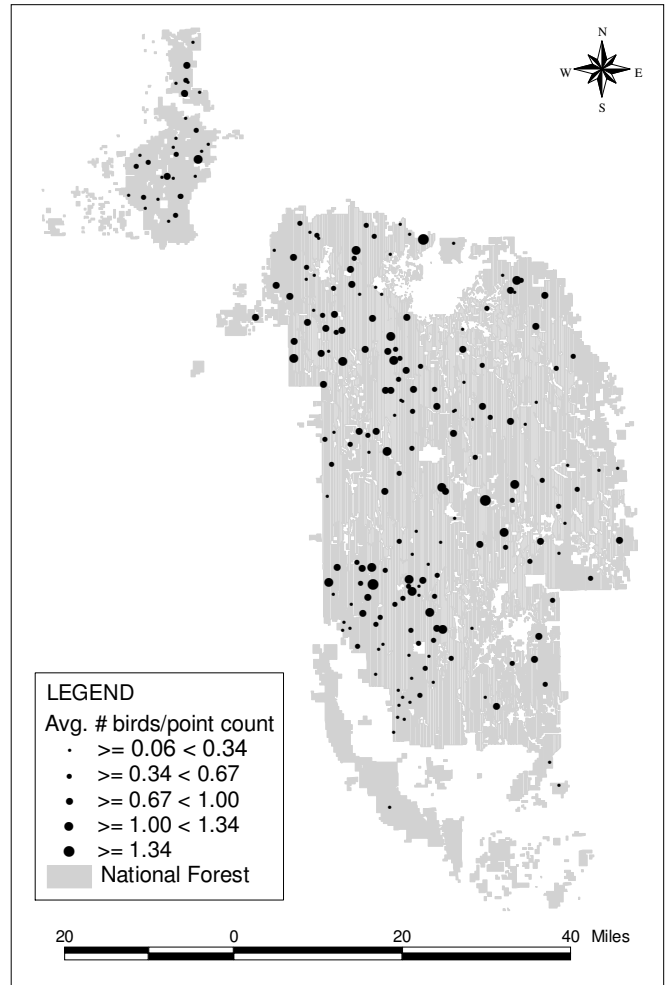 N
W E
S
LEGEND
Avg. # birds/point count
>= 0.06 < 0.34
>= 0.34 < 0.67
>= 0.67 < 1.00
>= 1.00 < 1.34
>= 1.34
National Forest
20 0 20 40 Miles